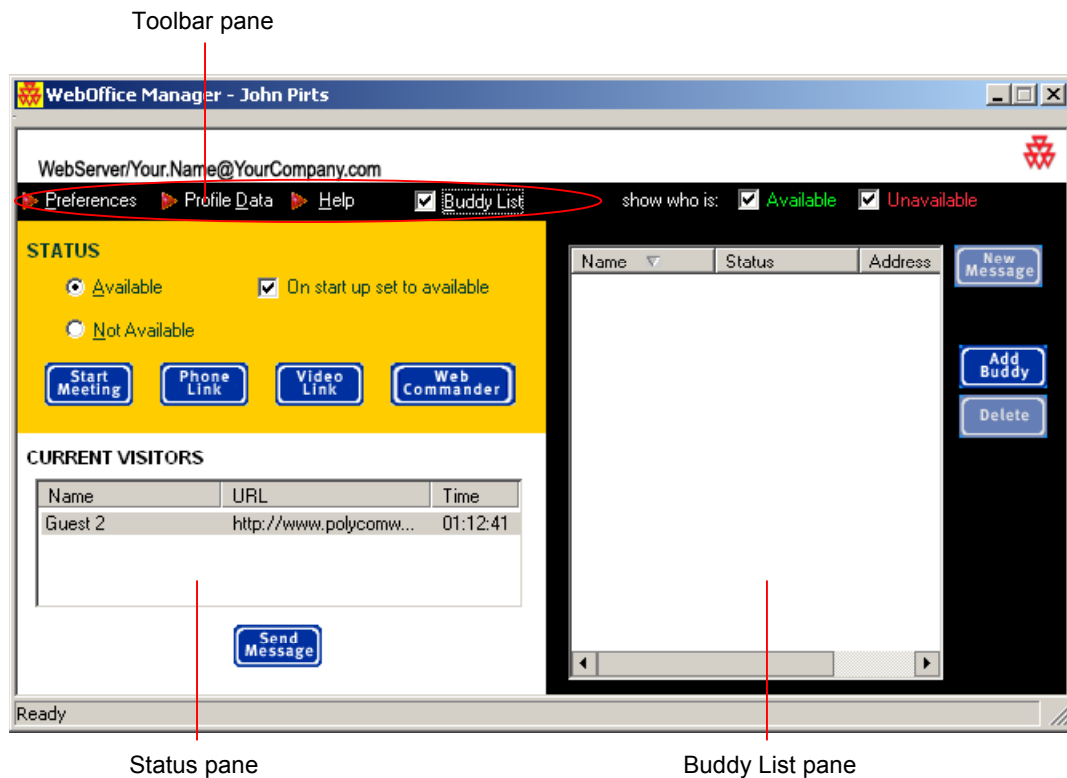 Toolbar pane
WebOffice Manager - John Pirts
WebServer/Your.Name@YourCompany.com
Preferences Profile Data Help Buddy List show who is: Available Unavailable
STATUS
Available On start up set to available
Not Available
Start Meeting Phone Link Video Link Web Commander
CURRENT VISITORS
Name URL Time
Guest 2 http://www.polycomw... 01:12:41
Send Message
Name Status Address
New Message
Add Buddy
Delete
Ready
Status pane Buddy List pane